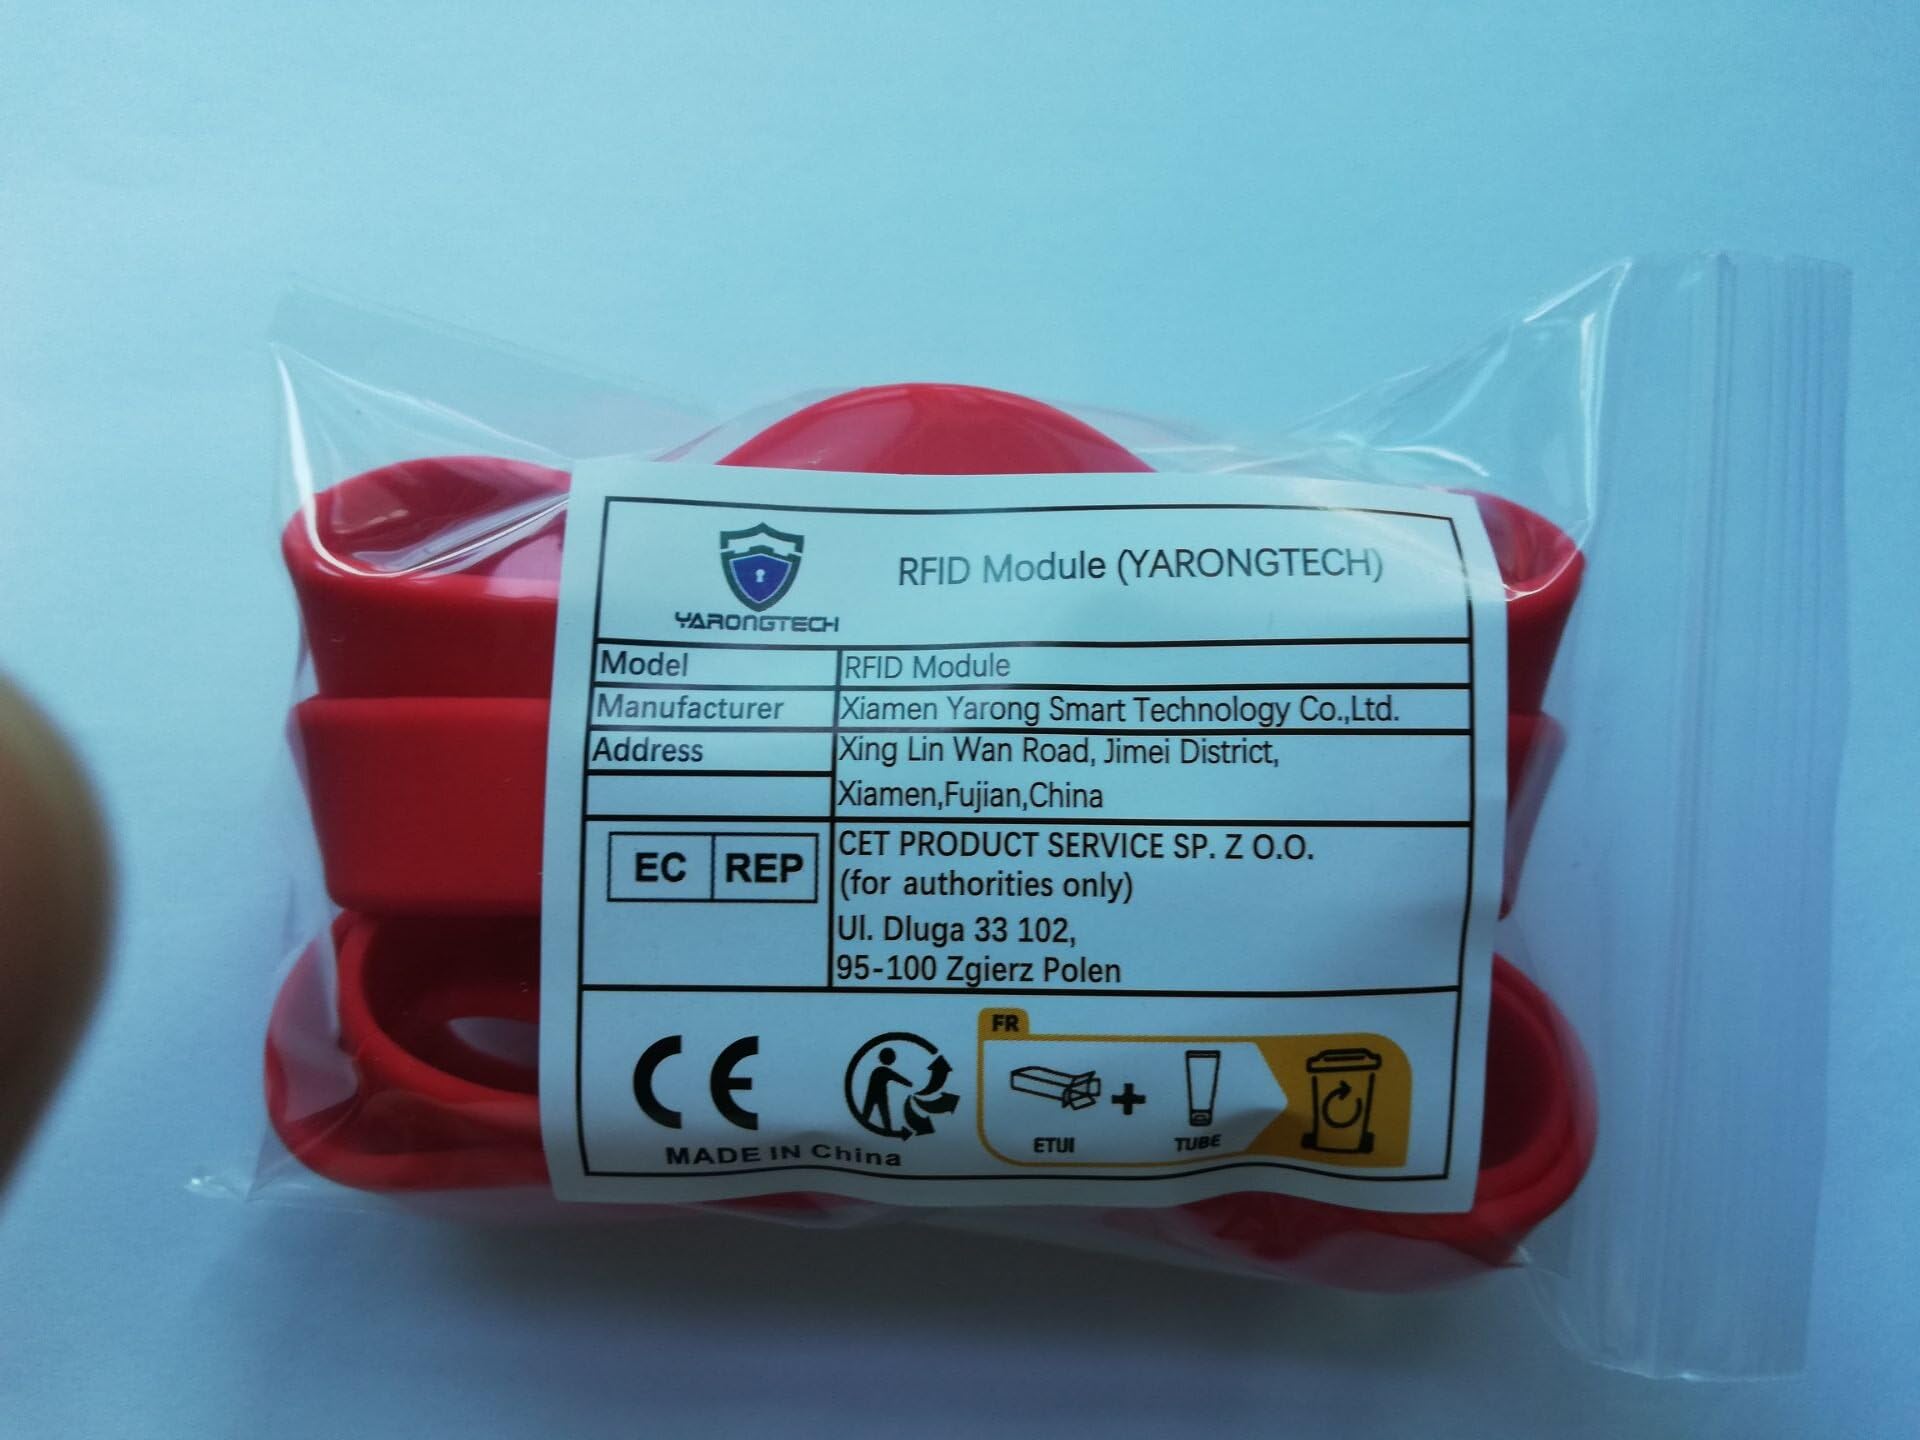 YARONGTECH
RFID Module (YARONGTECH)
Model RFID Module
Manufacturer Xiamen Yarong Smart Technology Co.,Ltd.
Address Xing Lin Wan Road, Jimei District,
Xiamen,Fujian,China
EC REP CET PRODUCT SERVICE SP. Z O.O.
(for authorities only)
Ul. Dluga 33 102,
95-100 Zgierz Polen
CE
MADE IN China
FR
ETUI + TUBE